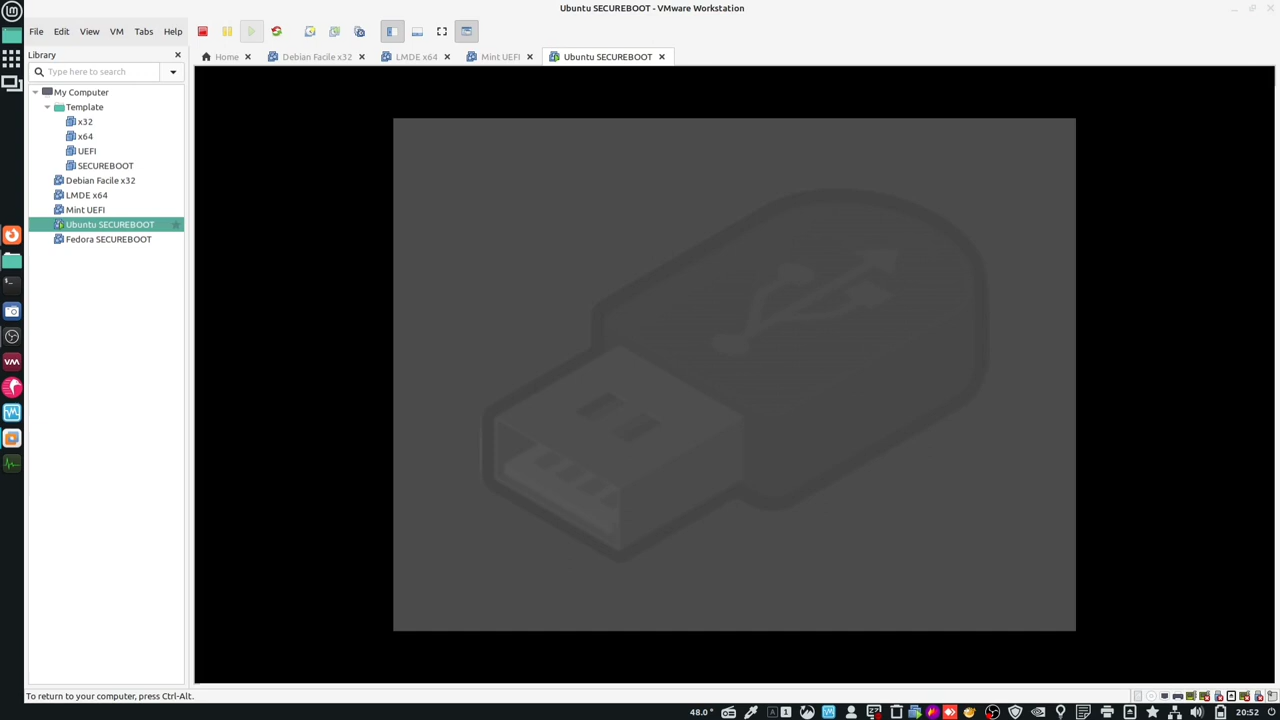 Ubuntu SECUREBOOT - VMware Workstation
File Edit View VM Tabs Help
Library
Home Debian Facile x32 LMDE x64 Mint UEFI Ubuntu SECUREBOOT
Type here to search
My Computer
Template
x32
x64
UEFI
SECUREBOOT
Debian Facile x32
LMDE x64
Mint UEFI
Ubuntu SECUREBOOT
Fedora SECUREBOOT
To return to your computer, press Ctrl-Alt.
48.0° A 1 20:52